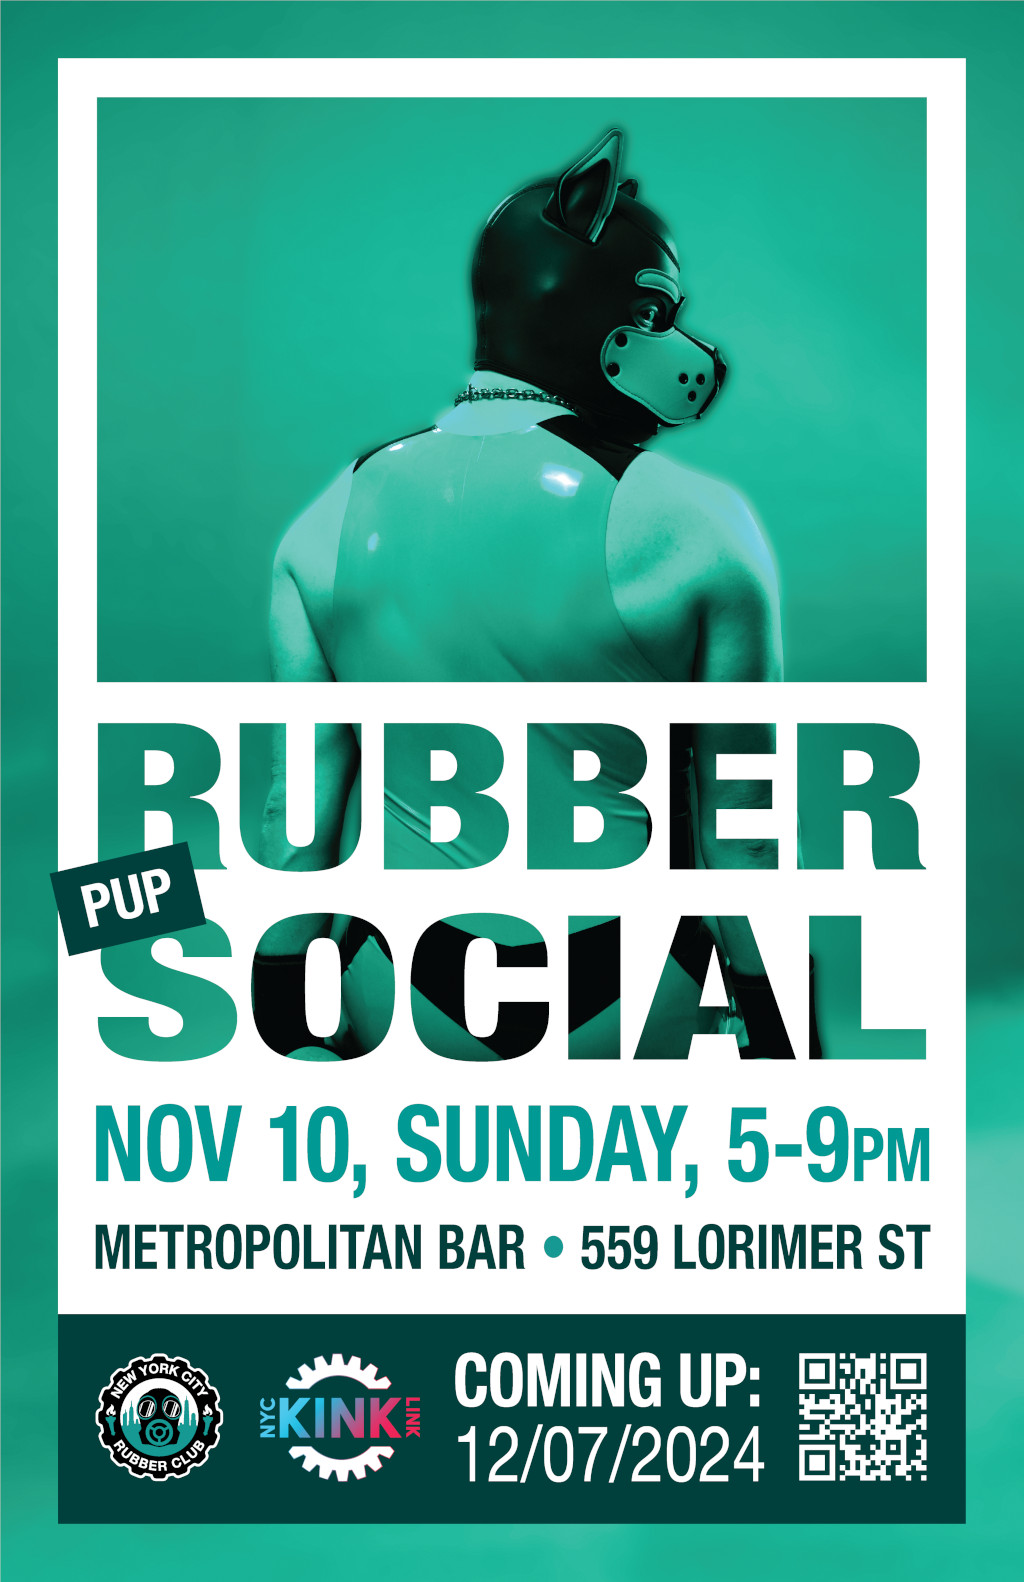 RUBBER
PUP
SOCIAL
NOV 10, SUNDAY, 5-9PM
METROPOLITAN BAR • 559 LORIMER ST
NEW YORK CITY
RUBBER CLUB
NYC
KINK
LINK
COMING UP:
12/07/2024